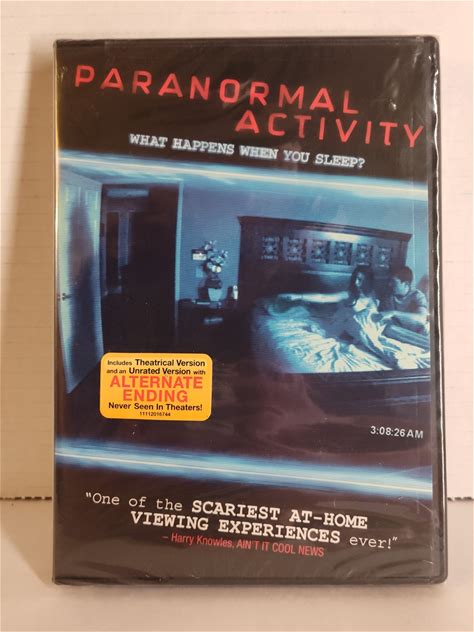 PARANORMAL
ACTIVITY
WHAT HAPPENS WHEN YOU SLEEP?
Includes Theatrical Version
and an Unrated Version with
ALTERNATE
ENDING
Never Seen In Theaters!
11112016744
3:08:26 AM
"One of the SCARIEST AT-HOME
VIEWING EXPERIENCES ever!"
– Harry Knowles, AIN'T IT COOL NEWS